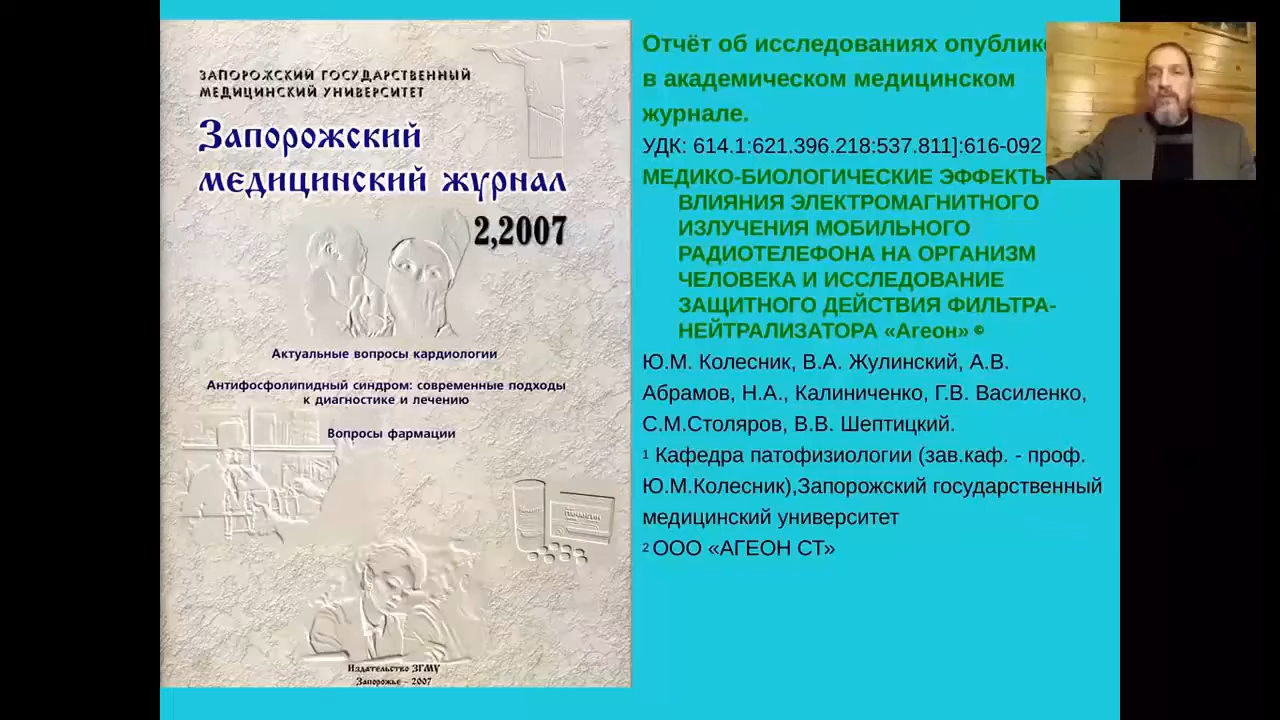 ЗАПОРОЖСКИЙ ГОСУДАРСТВЕННЫЙ
МЕДИЦИНСКИЙ УНИВЕРСИТЕТ
Запорожский
медицинский журнал
2,2007
Актуальные вопросы кардиологии
Антифосфолипидный синдром: современные подходы
к диагностике и лечению
Вопросы фармации
Издательство ЗГМУ
Запорожье – 2007
Отчёт об исследованиях
в академическом медицинском
журнале.
УДК: 614.1:621.396.218:537.811]:616-092
МЕДИКО-БИОЛОГИЧЕСКИЕ ЭФФЕКТЫ
ВЛИЯНИЯ ЭЛЕКТРОМАГНИТНОГО
ИЗЛУЧЕНИЯ МОБИЛЬНОГО
РАДИОТЕЛЕФОНА НА ОРГАНИЗМ
ЧЕЛОВЕКА И ИССЛЕДОВАНИЕ
ЗАЩИТНОГО ДЕЙСТВИЯ ФИЛЬТРА-
НЕЙТРАЛИЗАТОРА «Агеон» ©
Ю.М. Колесник, В.А. Жулинский, А.В.
Абрамов, Н.А., Калиниченко, Г.В. Василенко,
С.М.Столяров, В.В. Шептицкий.
1 Кафедра патофизиологии (зав.каф. - проф.
Ю.М.Колесник),Запорожский государственный
медицинский университет
2 ООО «АГЕОН СТ»